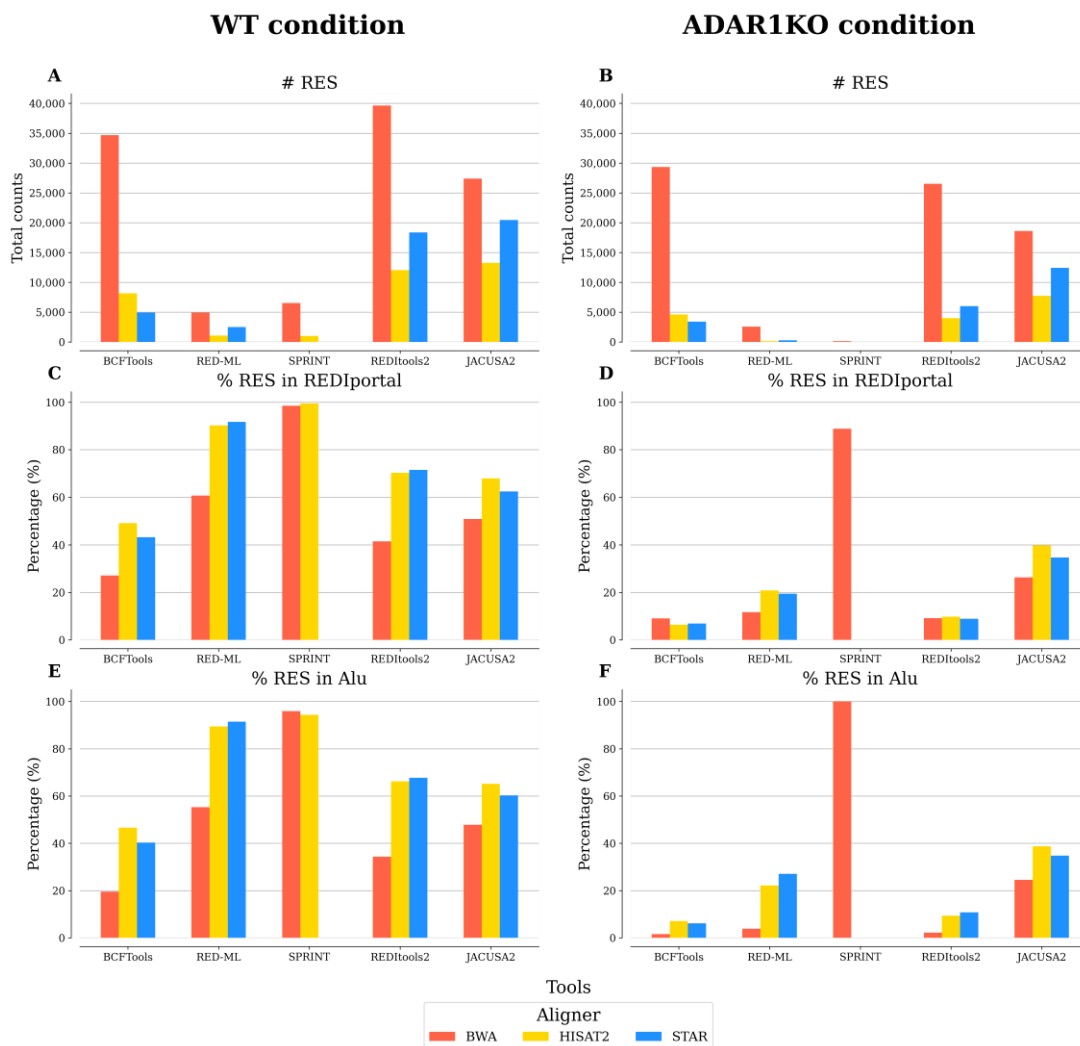 WT condition
ADAR1KO condition
A
# RES
Total counts
40,000
35,000
30,000
25,000
20,000
15,000
10,000
5,000
0
BCFTools RED-ML SPRINT REDItools2 JACUSA2
B
# RES
Total counts
40,000
35,000
30,000
25,000
20,000
15,000
10,000
5,000
0
BCFTools RED-ML SPRINT REDItools2 JACUSA2
C
% RES in REDIportal
Percentage (%)
100
80
60
40
20
0
BCFTools RED-ML SPRINT REDItools2 JACUSA2
D
% RES in REDIportal
Percentage (%)
100
80
60
40
20
0
BCFTools RED-ML SPRINT REDItools2 JACUSA2
E
% RES in Alu
Percentage (%)
100
80
60
40
20
0
BCFTools RED-ML SPRINT REDItools2 JACUSA2
F
% RES in Alu
Percentage (%)
100
80
60
40
20
0
BCFTools RED-ML SPRINT REDItools2 JACUSA2
Tools
Aligner
BWA HISAT2 STAR